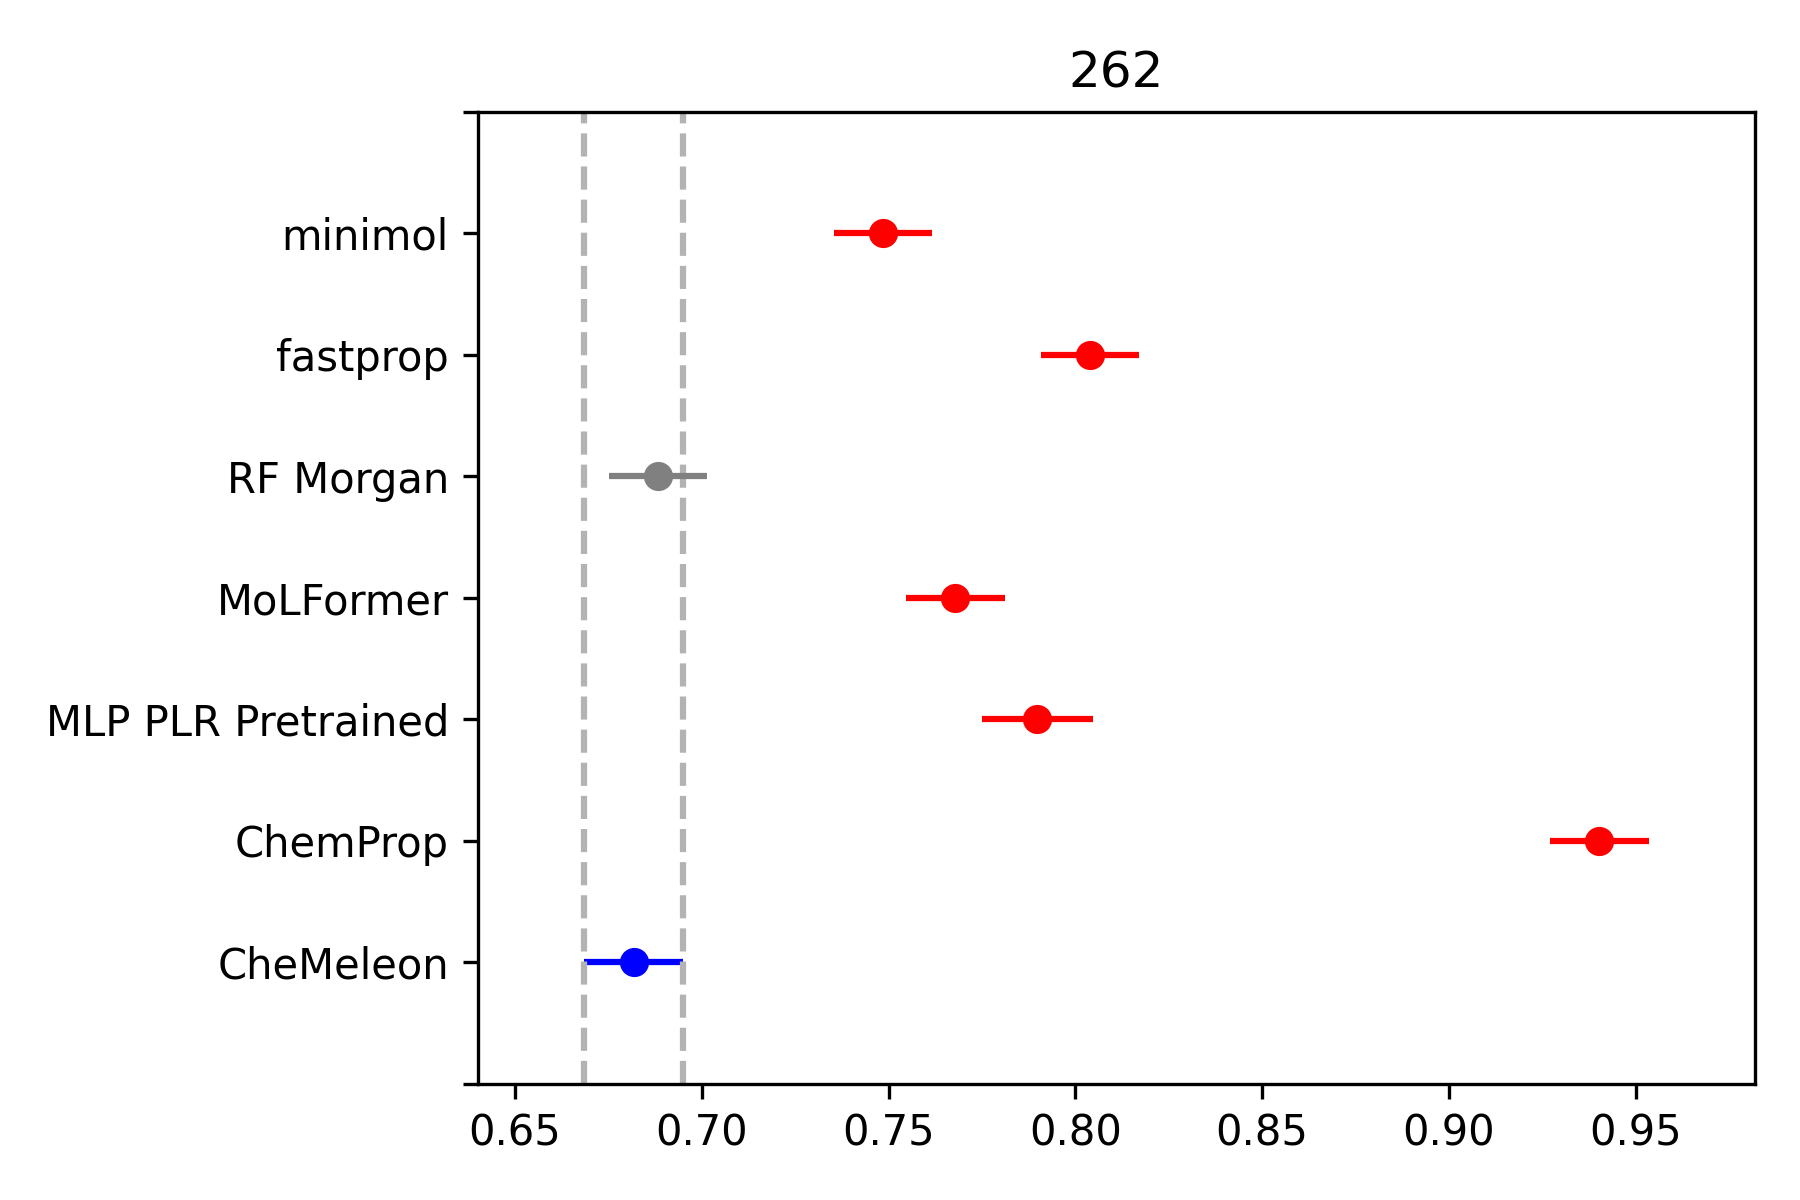 262
minimol
fastprop
RF Morgan
MoLFormer
MLP PLR Pretrained
ChemProp
CheMeleon
0.65 0.70 0.75 0.80 0.85 0.90 0.95